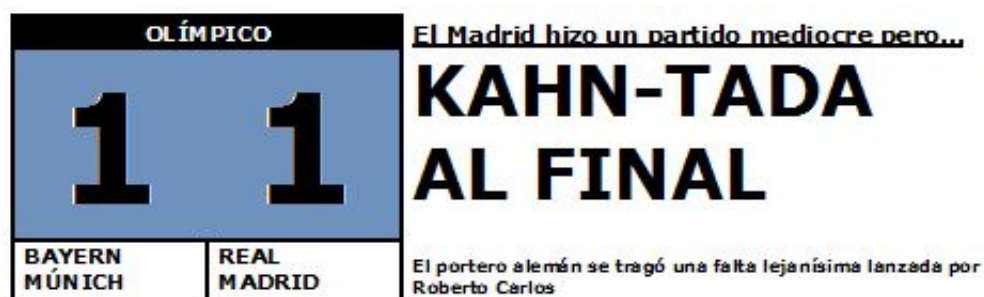 OLÍMPICO
1 1
BAYERN
MÚNICH
REAL
MADRID
El Madrid hizo un partido mediocre pero...
KAHN-TADA
AL FINAL
El portero alemán se tragó una falta lejanísima lanzada por
Roberto Carlos